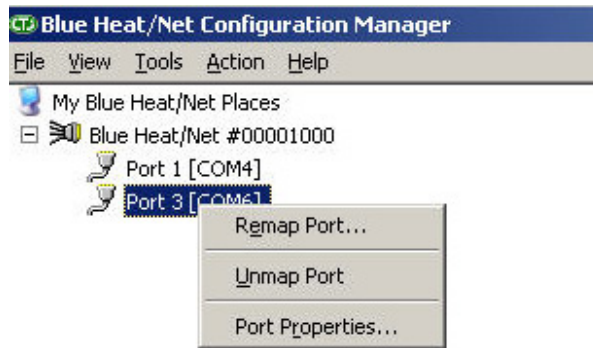 Blue Heat/Net Configuration Manager
File View Tools Action Help
My Blue Heat/Net Places
Blue Heat/Net #00001000
Port 1 [COM4]
Port 3 [COM6]
Remap Port...
Unmap Port
Port Properties...